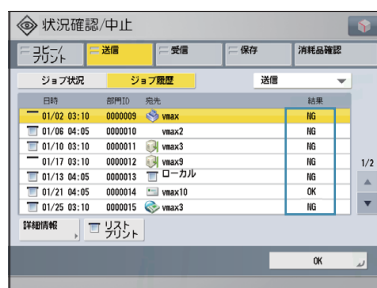 状況確認/中止
コピー/
プリント
送信
受信
保存
消耗品確認
ジョブ状況
ジョブ履歴
送信
日時 部門ID 宛先 結果
01/02 03:10 0000009 vmax NG
01/06 04:05 0000010 vmax2 NG
01/10 03:10 0000011 vmax3 NG
01/17 03:10 0000012 vmax9 NG
01/13 04:05 0000013 ローカル NG
01/21 04:05 0000014 vmax10 OK
01/25 03:10 0000015 vmax3 NG
1/2
詳細情報
リスト
プリント
OK